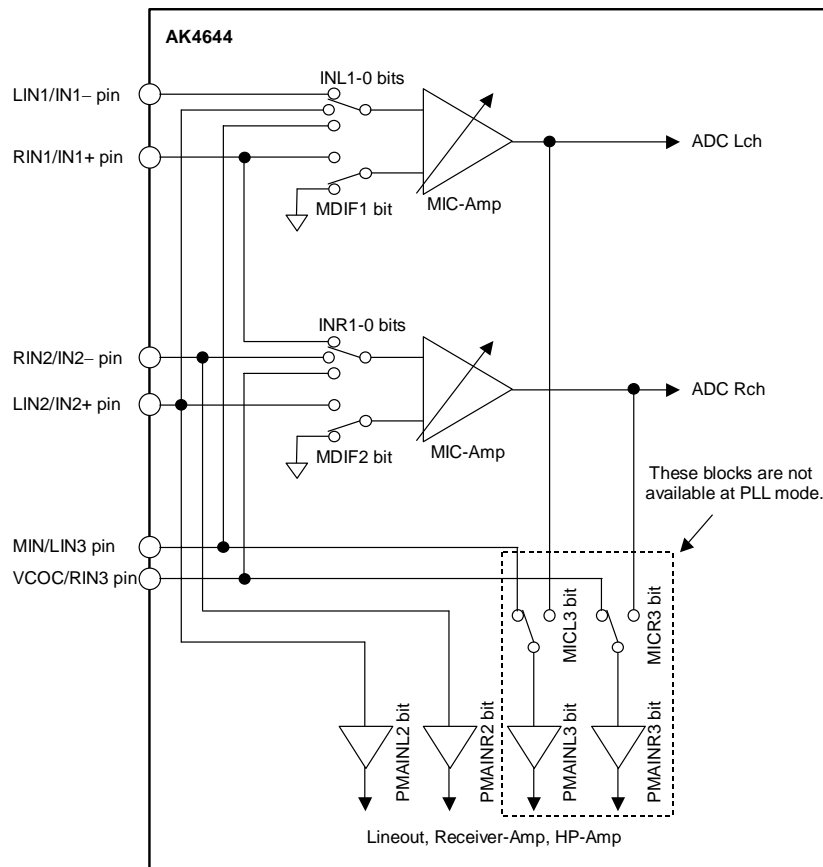 AK4644
INL1-0 bits
LIN1/IN1− pin
ADC Lch
RIN1/IN1+ pin
MDIF1 bit
MIC-Amp
INR1-0 bits
RIN2/IN2− pin
ADC Rch
LIN2/IN2+ pin
MDIF2 bit
MIC-Amp
These blocks are not
available at PLL mode.
MIN/LIN3 pin
VCOC/RIN3 pin
MICL3 bit
MICR3 bit
PMAINL2 bit
PMAINR2 bit
PMAINL3 bit
PMAINR3 bit
Lineout, Receiver-Amp, HP-Amp